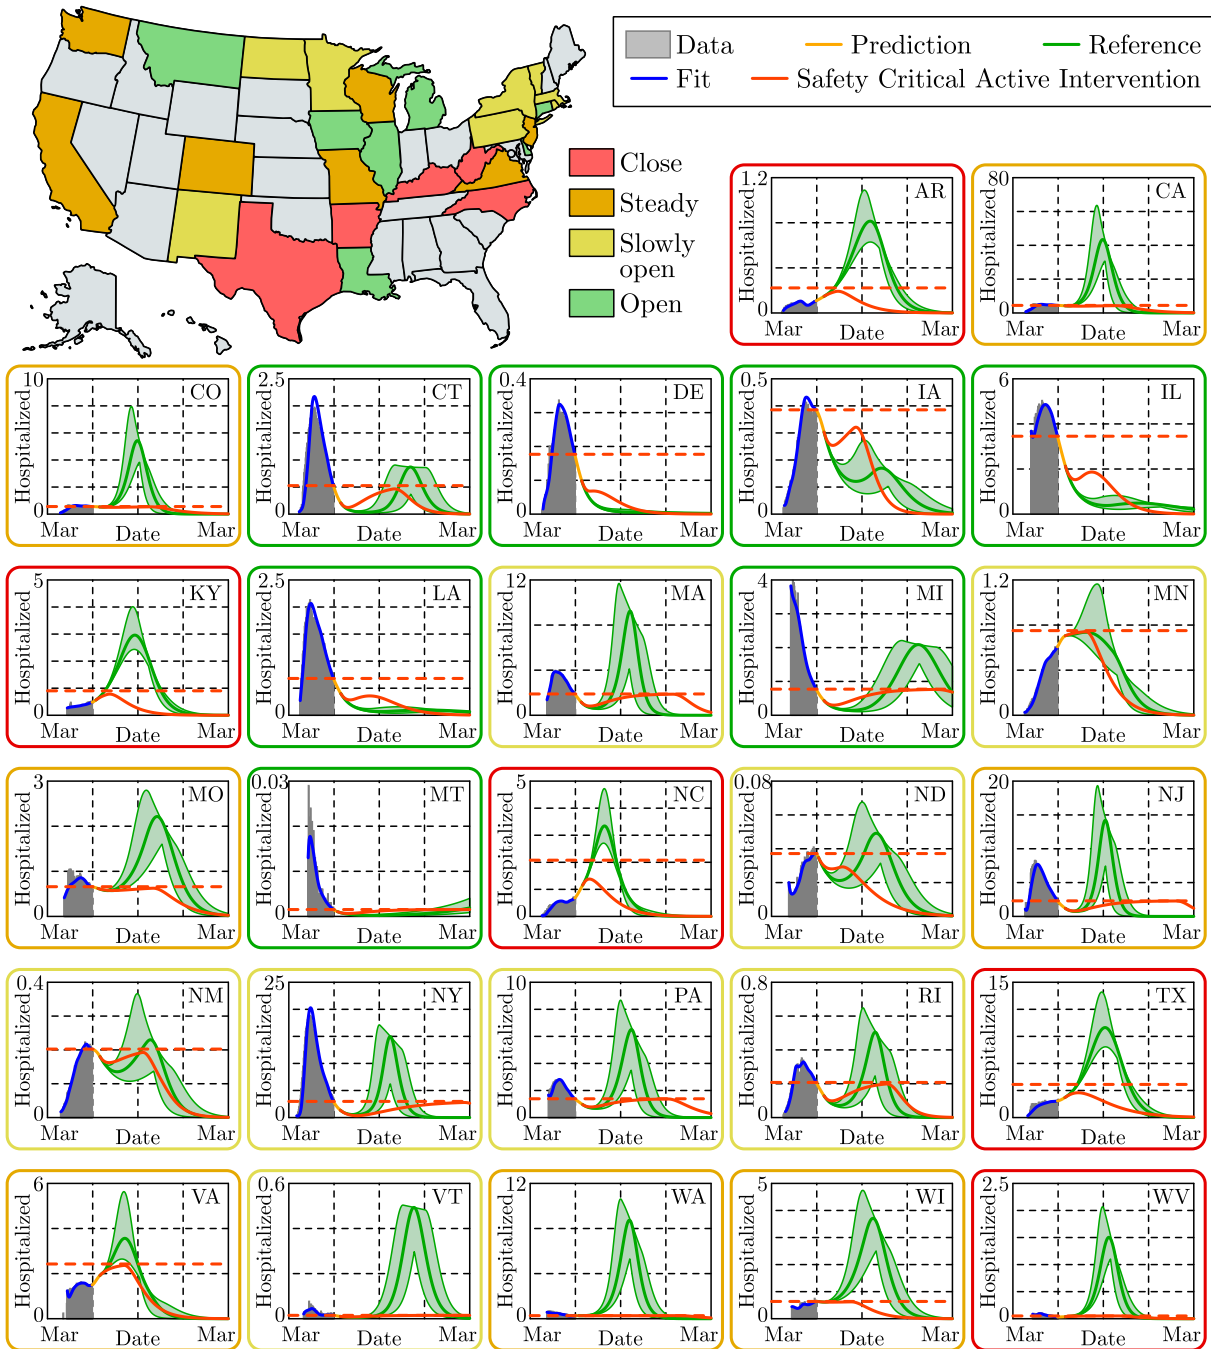 Data
Prediction
Reference
Fit
Safety Critical Active Intervention
Close
Steady
Slowly
open
Open
1.2
Hospitalized
AR
0
Mar
Date
Mar
80
Hospitalized
CA
0
Mar
Date
Mar
10
Hospitalized
CO
0
Mar
Date
Mar
2.5
Hospitalized
CT
0
Mar
Date
Mar
0.4
Hospitalized
DE
0
Mar
Date
Mar
0.5
Hospitalized
IA
0
Mar
Date
Mar
6
Hospitalized
IL
0
Mar
Date
Mar
5
Hospitalized
KY
0
Mar
Date
Mar
2.5
Hospitalized
LA
0
Mar
Date
Mar
12
Hospitalized
MA
0
Mar
Date
Mar
4
Hospitalized
MI
0
Mar
Date
Mar
1.2
Hospitalized
MN
0
Mar
Date
Mar
3
Hospitalized
MO
0
Mar
Date
Mar
0.03
Hospitalized
MT
0
Mar
Date
Mar
5
Hospitalized
NC
0
Mar
Date
Mar
0.08
Hospitalized
ND
0
Mar
Date
Mar
20
Hospitalized
NJ
0
Mar
Date
Mar
0.4
Hospitalized
NM
0
Mar
Date
Mar
25
Hospitalized
NY
0
Mar
Date
Mar
10
Hospitalized
PA
0
Mar
Date
Mar
0.8
Hospitalized
RI
0
Mar
Date
Mar
15
Hospitalized
TX
0
Mar
Date
Mar
6
Hospitalized
VA
0
Mar
Date
Mar
0.6
Hospitalized
VT
0
Mar
Date
Mar
12
Hospitalized
WA
0
Mar
Date
Mar
5
Hospitalized
WI
0
Mar
Date
Mar
2.5
Hospitalized
WV
0
Mar
Date
Mar